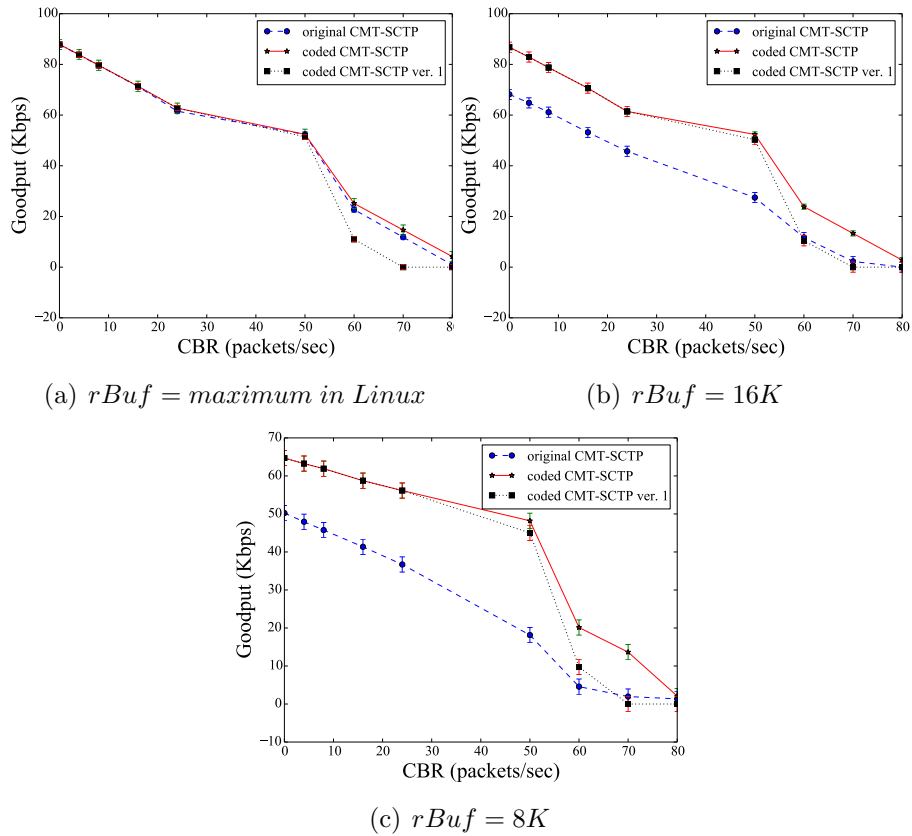 original CMT-SCTP
coded CMT-SCTP
coded CMT-SCTP ver. 1
100
80
60
40
20
0
−20
Goodput (Kbps)
0 10 20 30 40 50 60 70 80
CBR (packets/sec)
(a) rBuf = maximum in Linux
original CMT-SCTP
coded CMT-SCTP
coded CMT-SCTP ver. 1
100
80
60
40
20
0
−20
Goodput (Kbps)
0 10 20 30 40 50 60 70 80
CBR (packets/sec)
(b) rBuf = 16K
original CMT-SCTP
coded CMT-SCTP
coded CMT-SCTP ver. 1
70
60
50
40
30
20
10
0
−10
Goodput (Kbps)
0 10 20 30 40 50 60 70 80
CBR (packets/sec)
(c) rBuf = 8K